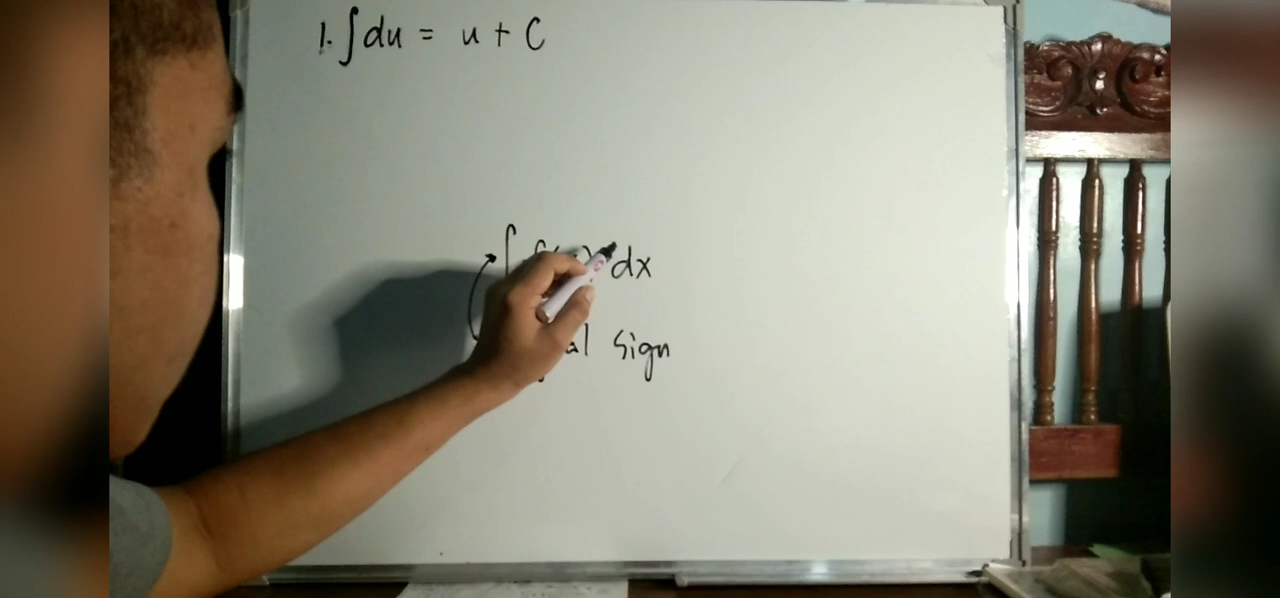 1. ∫du = u + C
∫ dx
sign